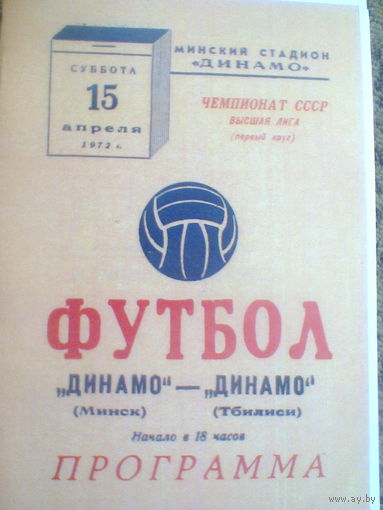 СУББОТА
15
апреля
1972 г.
МИНСКИЙ СТАДИОН
«ДИНАМО»
ЧЕМПИОНАТ СССР
ВЫСШАЯ ЛИГА
(первый круг)
ФУТБОЛ
„ДИНАМО“ — „ДИНАМО“
(Минск) (Тбилиси)
Начало в 18 часов
ПРОГРАММА
www.ay.by